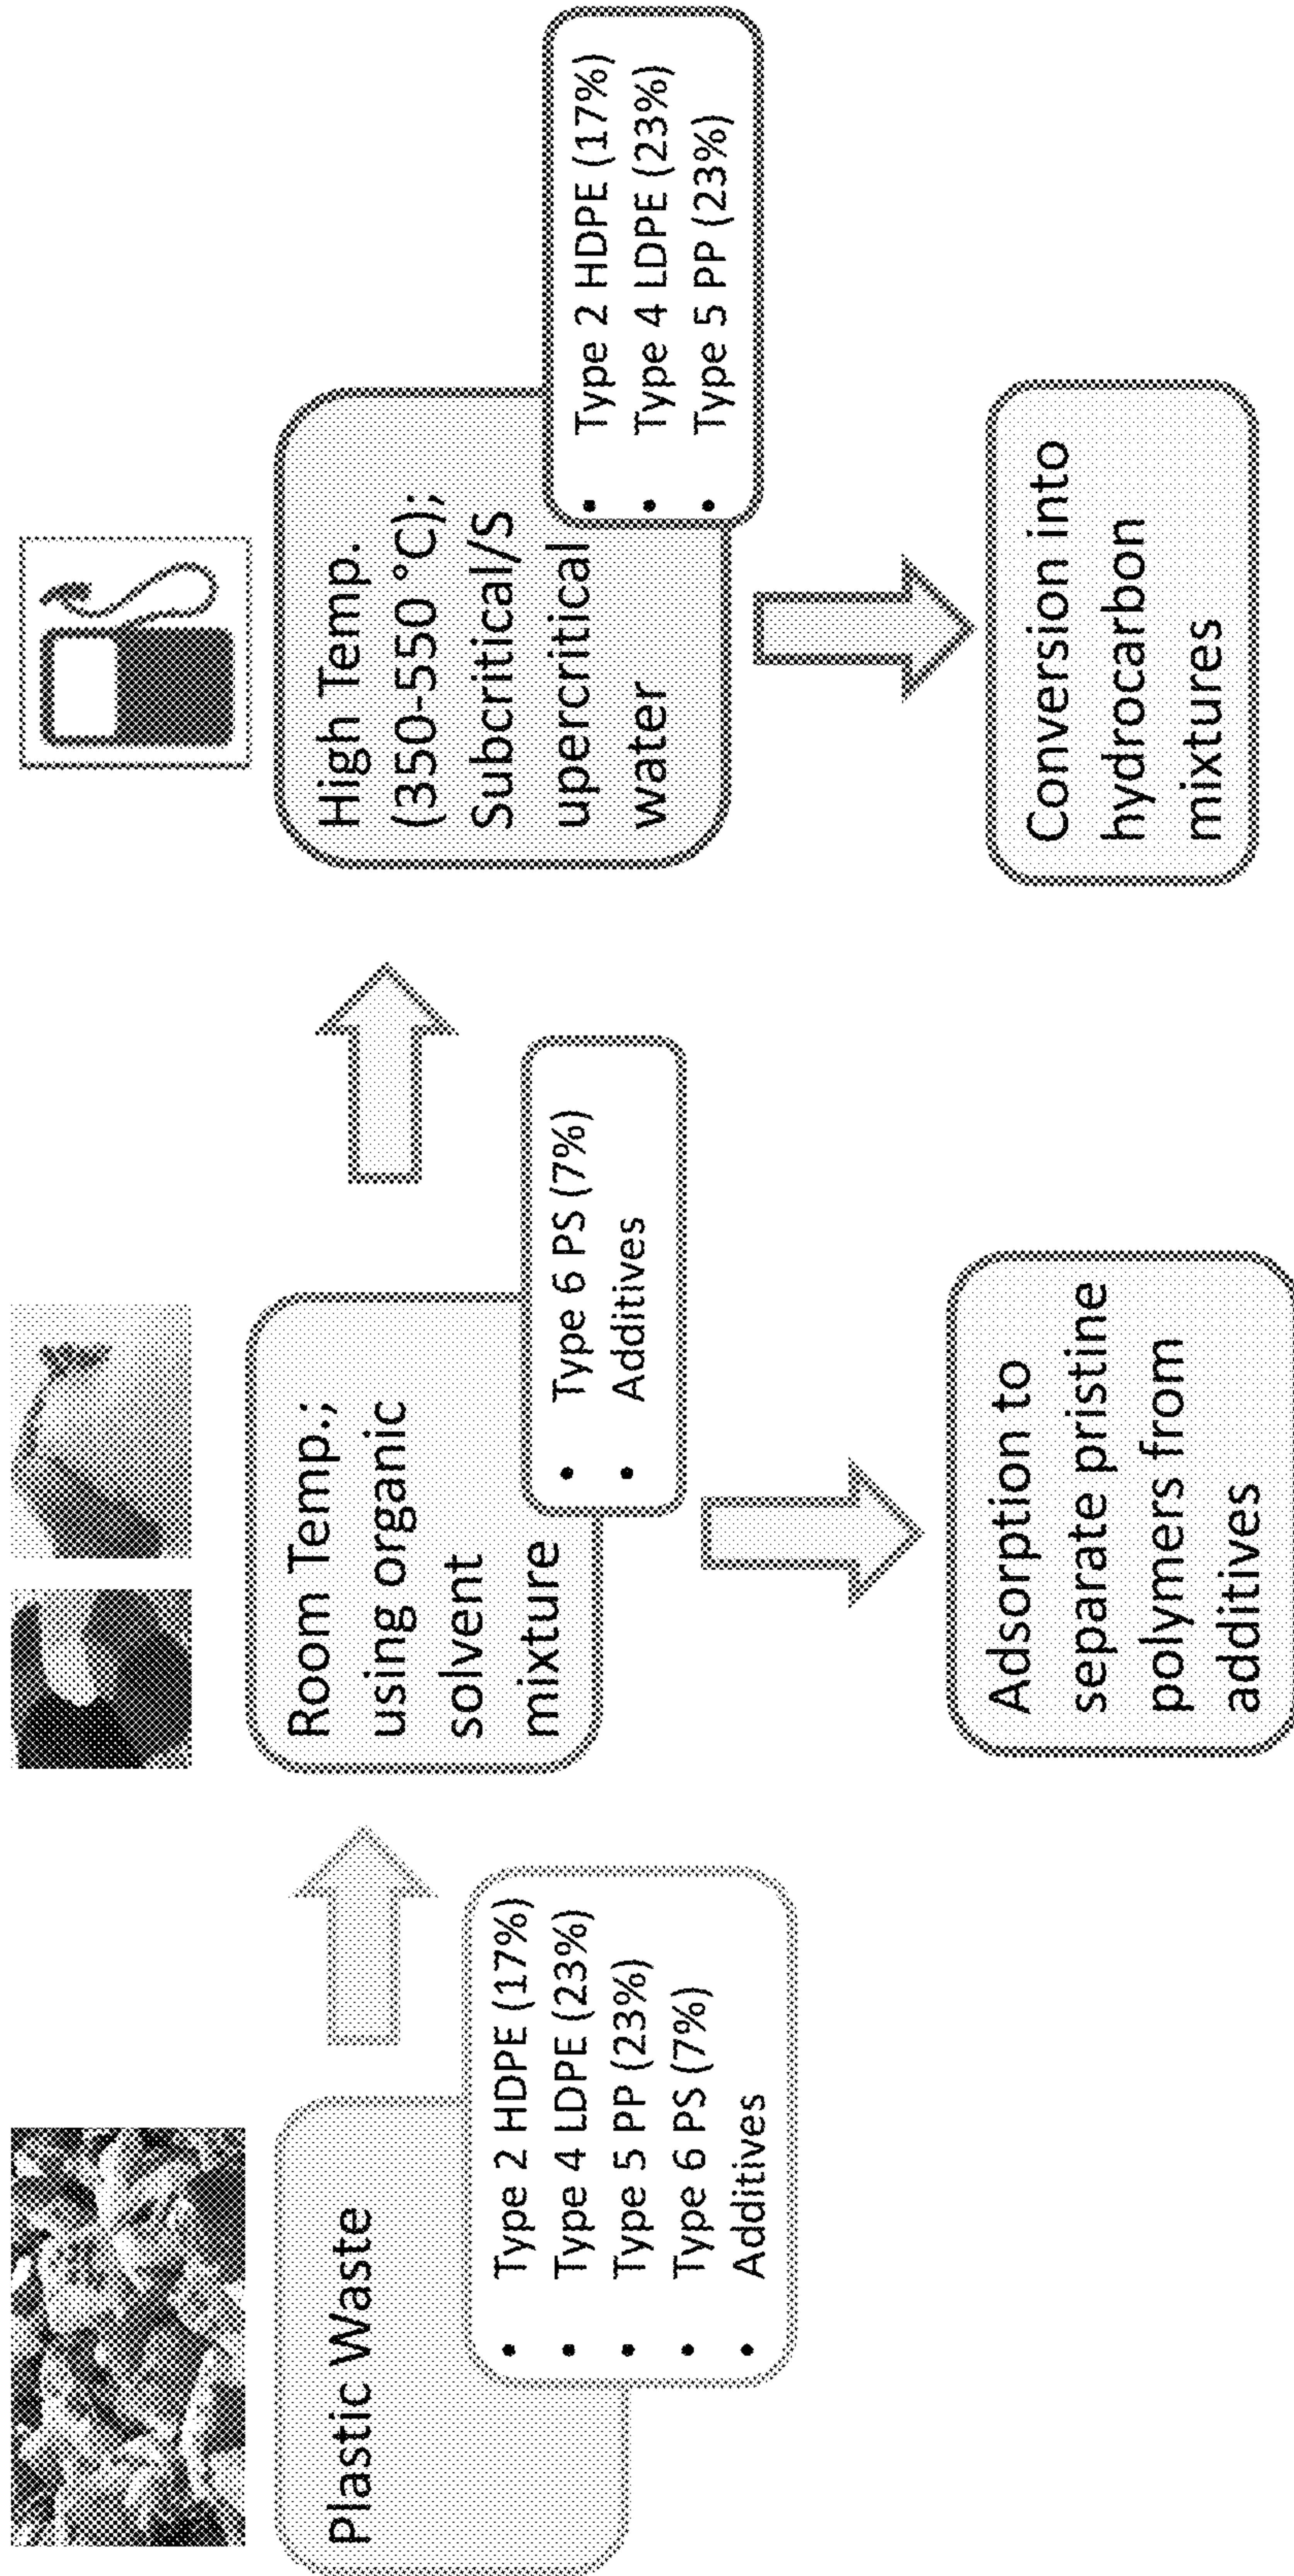 Plastic Waste
• Type 2 HDPE (17%)
• Type 4 LDPE (23%)
• Type 5 PP (23%)
• Type 6 PS (7%)
• Additives
Room Temp.;
using organic
solvent
mixture
• Type 6 PS (7%)
• Additives
Adsorption to
separate pristine
polymers from
additives
High Temp.
(350-550 °C);
Subcritical/S
upercritical
water
• Type 2 HDPE (17%)
• Type 4 LDPE (23%)
• Type 5 PP (23%)
Conversion into
hydrocarbon
mixtures